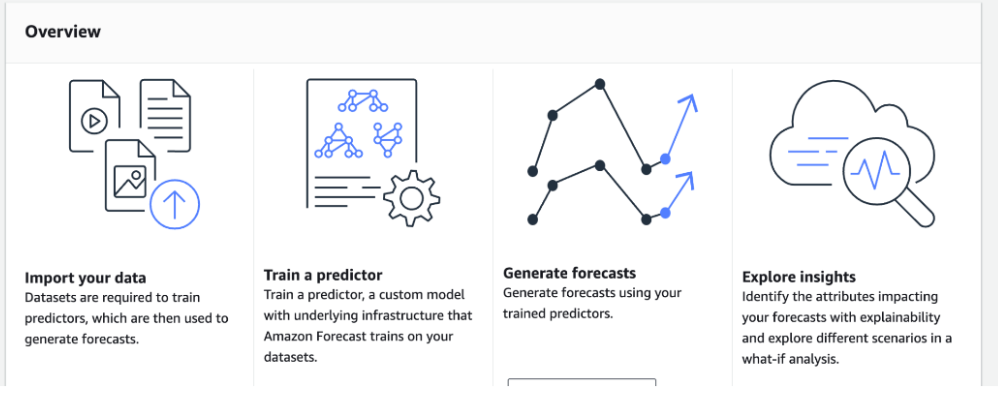 Overview
Import your data
Datasets are required to train
predictors, which are then used to
generate forecasts.
Train a predictor
Train a predictor, a custom model
with underlying infrastructure that
Amazon Forecast trains on your
datasets.
Generate forecasts
Generate forecasts using your
trained predictors.
Explore insights
Identify the attributes impacting
your forecasts with explainability
and explore different scenarios in a
what-if analysis.